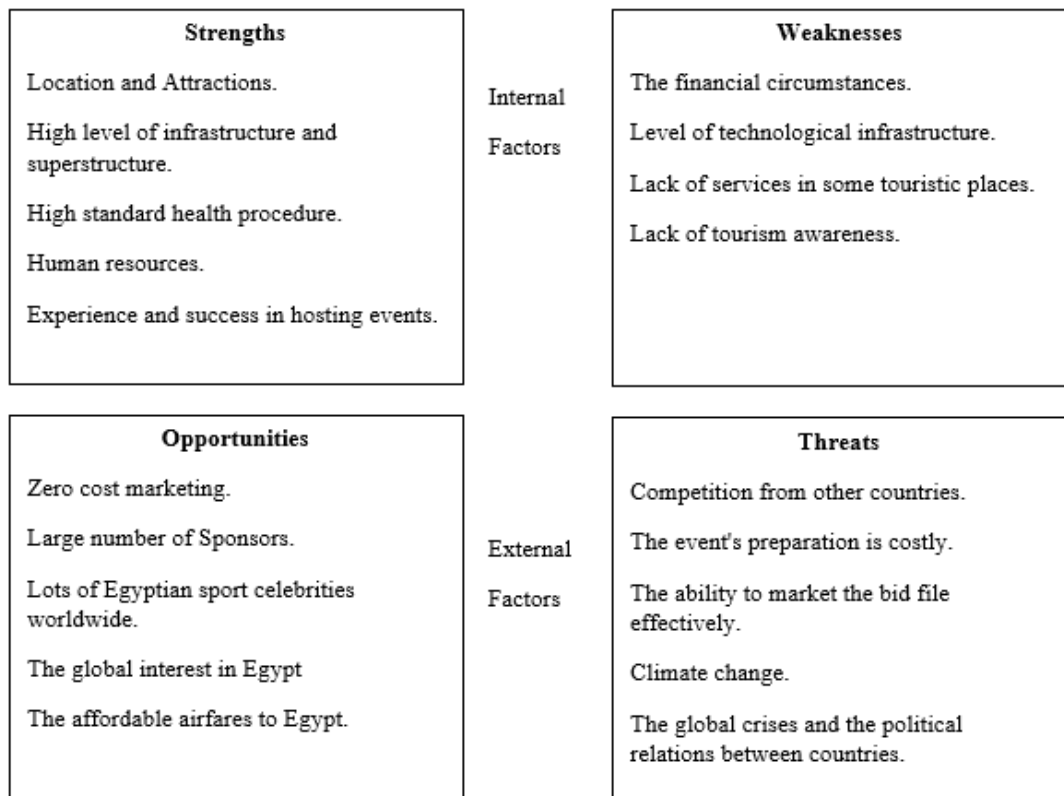 Strengths
Location and Attractions.
High level of infrastructure and
superstructure.
High standard health procedure.
Human resources.
Experience and success in hosting events.
Internal
Factors
Weaknesses
The financial circumstances.
Level of technological infrastructure.
Lack of services in some touristic places.
Lack of tourism awareness.
Opportunities
Zero cost marketing.
Large number of Sponsors.
Lots of Egyptian sport celebrities
worldwide.
The global interest in Egypt
The affordable airfares to Egypt.
External
Factors
Threats
Competition from other countries.
The event's preparation is costly.
The ability to market the bid file
effectively.
Climate change.
The global crises and the political
relations between countries.